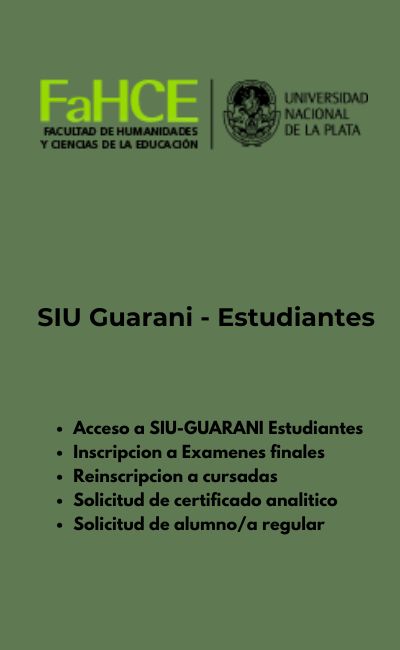 FaHCE
FACULTAD DE HUMANIDADES
Y CIENCIAS DE LA EDUCACIÓN
UNIVERSIDAD
NACIONAL
DE LA PLATA
SIU Guarani - Estudiantes
• Acceso a SIU-GUARANI Estudiantes
• Inscripcion a Examenes finales
• Reinscripcion a cursadas
• Solicitud de certificado analitico
• Solicitud de alumno/a regular